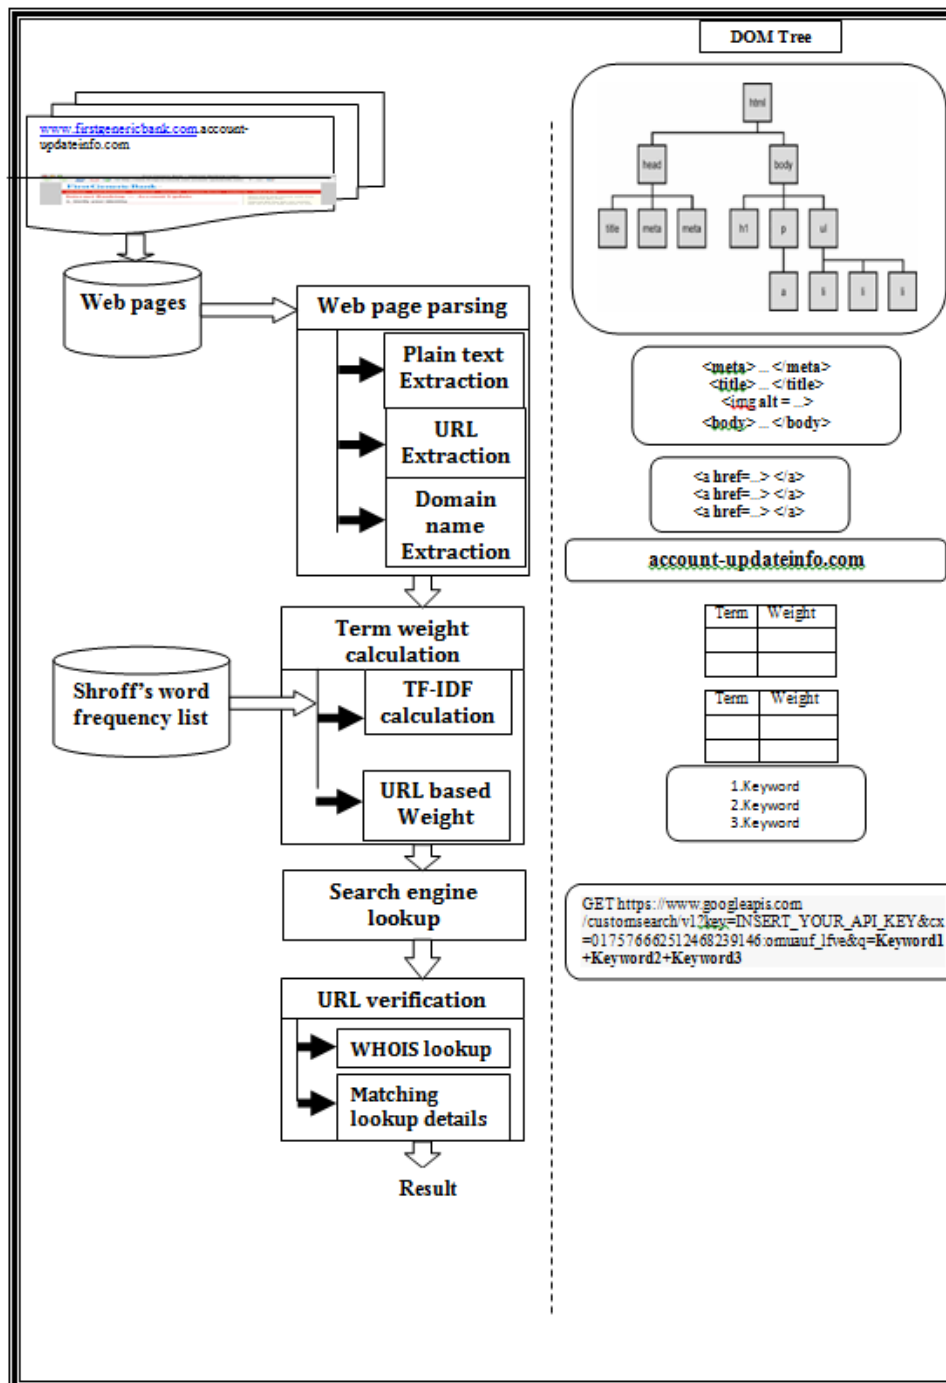 www.firstgenericbank.com.account-
updateinfo.com
FirstGenericBank
Web pages
Web page parsing
Plain text
Extraction
URL
Extraction
Domain
name
Extraction
Term weight
calculation
Shroff's word
frequency list
TF-IDF
calculation
URL based
Weight
Search engine
lookup
URL verification
WHOIS lookup
Matching
lookup details
Result
DOM Tree
html
head
body
title
meta
meta
h1
p
ul
a
li
li
li
<meta> ... </meta>
<title> ... </title>
<img alt = ...>
<body> ... </body>
<a href=...> </a>
<a href=...> </a>
<a href=...> </a>
account-updateinfo.com
Term Weight
Term Weight
1.Keyword
2.Keyword
3.Keyword
GET https://www.googleapis.com
/customsearch/v1?key=INSERT_YOUR_API_KEY&cx
=017576662512468239146:omuauf_lfve&q=Keyword1
+Keyword2+Keyword3